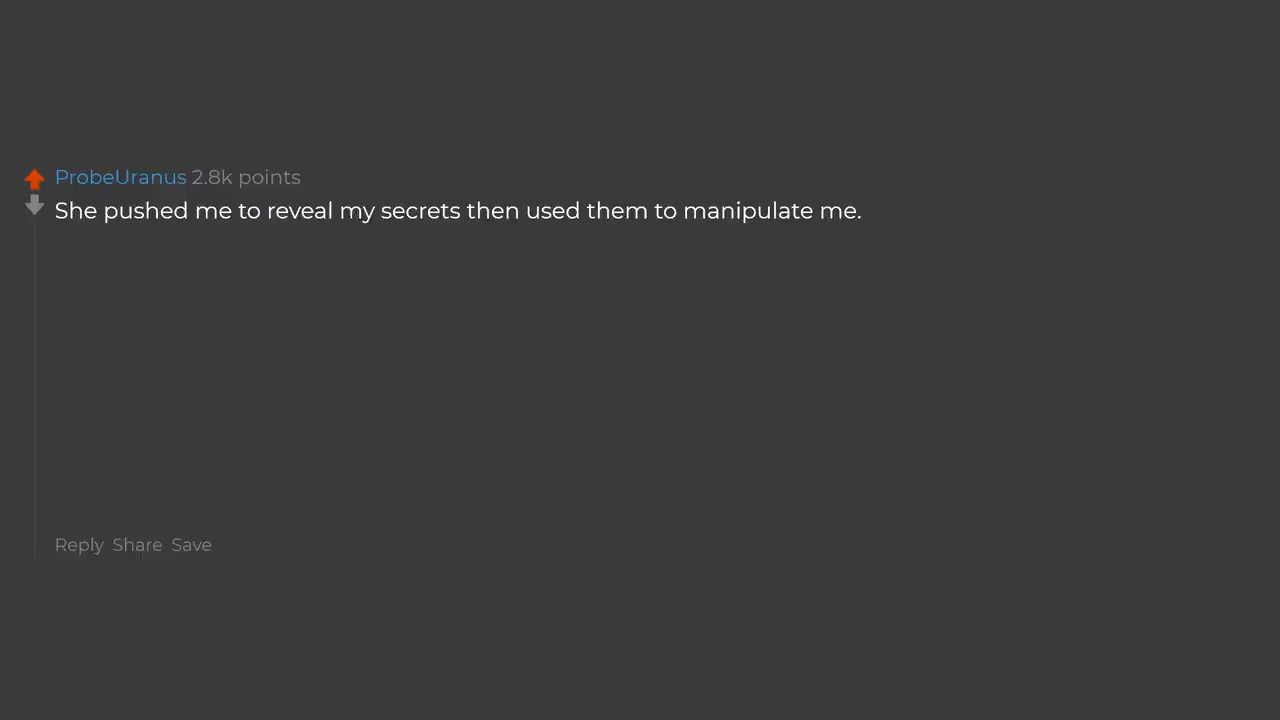 ProbeUranus 2.8k points
She pushed me to reveal my secrets then used them to manipulate me.
Reply Share Save